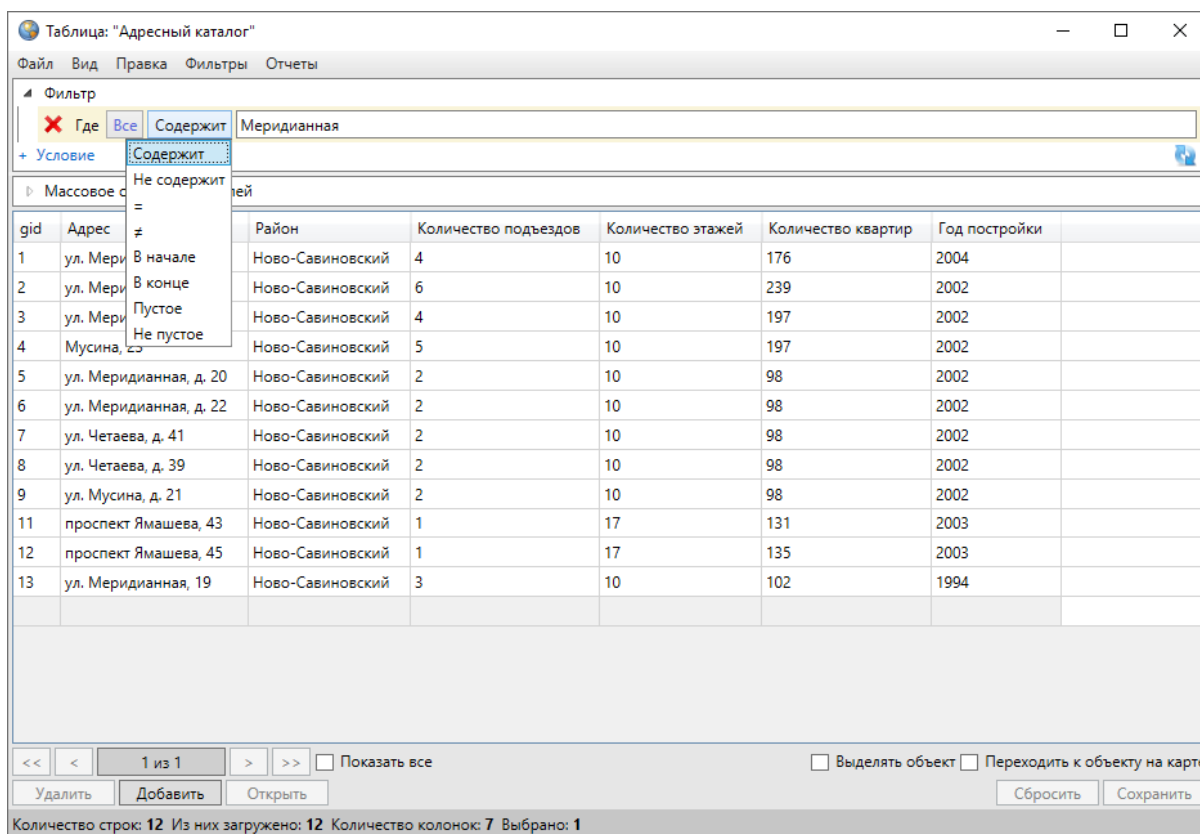 Таблица: "Адресный каталог"
Файл Вид Правка Фильтры Отчеты
Фильтр
Где Все Содержит Меридианная
+ Условие
Содержит
Не содержит
=
≠
В начале
В конце
Пустое
Не пустое
Массовое
gid Адрес Район Количество подъездов Количество этажей Количество квартир Год постройки
1 ул. Ново-Савиновский 4 10 176 2004
2 ул. Ново-Савиновский 6 10 239 2002
3 ул. Ново-Савиновский 4 10 197 2002
4 Мусина, Ново-Савиновский 5 10 197 2002
5 ул. Меридианная, д. 20 Ново-Савиновский 2 10 98 2002
6 ул. Меридианная, д. 22 Ново-Савиновский 2 10 98 2002
7 ул. Четаева, д. 41 Ново-Савиновский 2 10 98 2002
8 ул. Четаева, д. 39 Ново-Савиновский 2 10 98 2002
9 ул. Мусина, д. 21 Ново-Савиновский 2 10 98 2002
11 проспект Ямашева, 43 Ново-Савиновский 1 17 131 2003
12 проспект Ямашева, 45 Ново-Савиновский 1 17 135 2003
13 ул. Меридианная, 19 Ново-Савиновский 3 10 102 1994
<< < 1 из 1 > >> Показать все Выделять объект Переходить к объекту на карте
Удалить Добавить Открыть Сбросить Сохранить
Количество строк: 12 Из них загружено: 12 Количество колонок: 7 Выбрано: 1